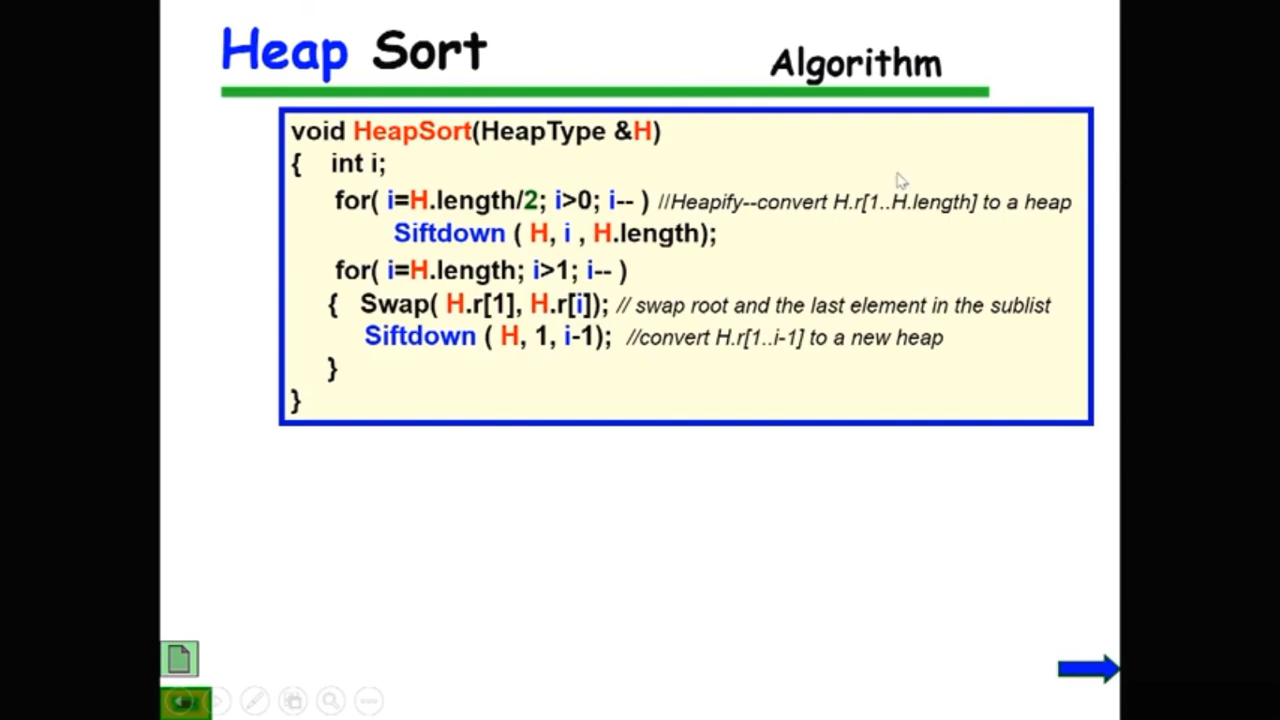 Heap Sort
Algorithm
void HeapSort(HeapType &H)
{ int i;
for( i=H.length/2; i>0; i-- ) //Heapify--convert H.r[1..H.length] to a heap
Siftdown ( H, i , H.length);
for( i=H.length; i>1; i-- )
{ Swap( H.r[1], H.r[i]); // swap root and the last element in the sublist
Siftdown ( H, 1, i-1); //convert H.r[1..i-1] to a new heap
}
}